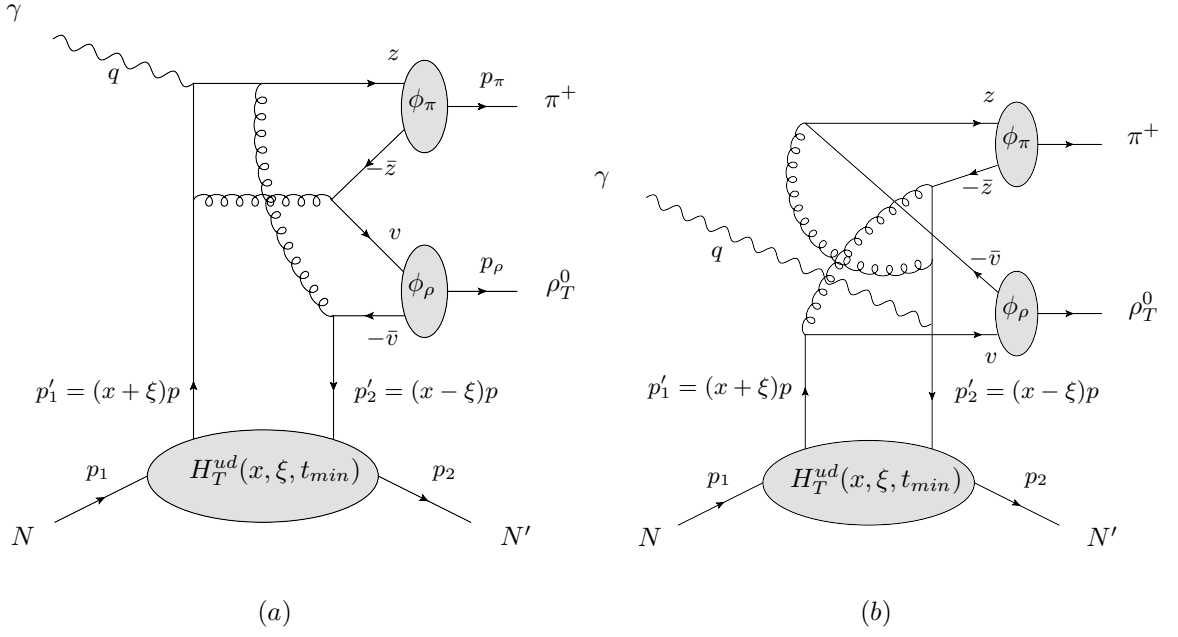 γ
q
z
ϕ_π
p_π
π⁺
−z̄
v
ϕ_ρ
p_ρ
ρ_T^0
−v̄
p′_1 = (x + ξ)p
p′_2 = (x − ξ)p
H_T^{ud}(x, ξ, t_{min})
p_1
p_2
N
N′
(a)
z
ϕ_π
π⁺
−z̄
γ
q
−v̄
ϕ_ρ
ρ_T^0
v
p′_1 = (x + ξ)p
p′_2 = (x − ξ)p
H_T^{ud}(x, ξ, t_{min})
p_1
p_2
N
N′
(b)